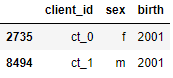 client_id sex birth
2735 ct_0 f 2001
8494 ct_1 m 2001